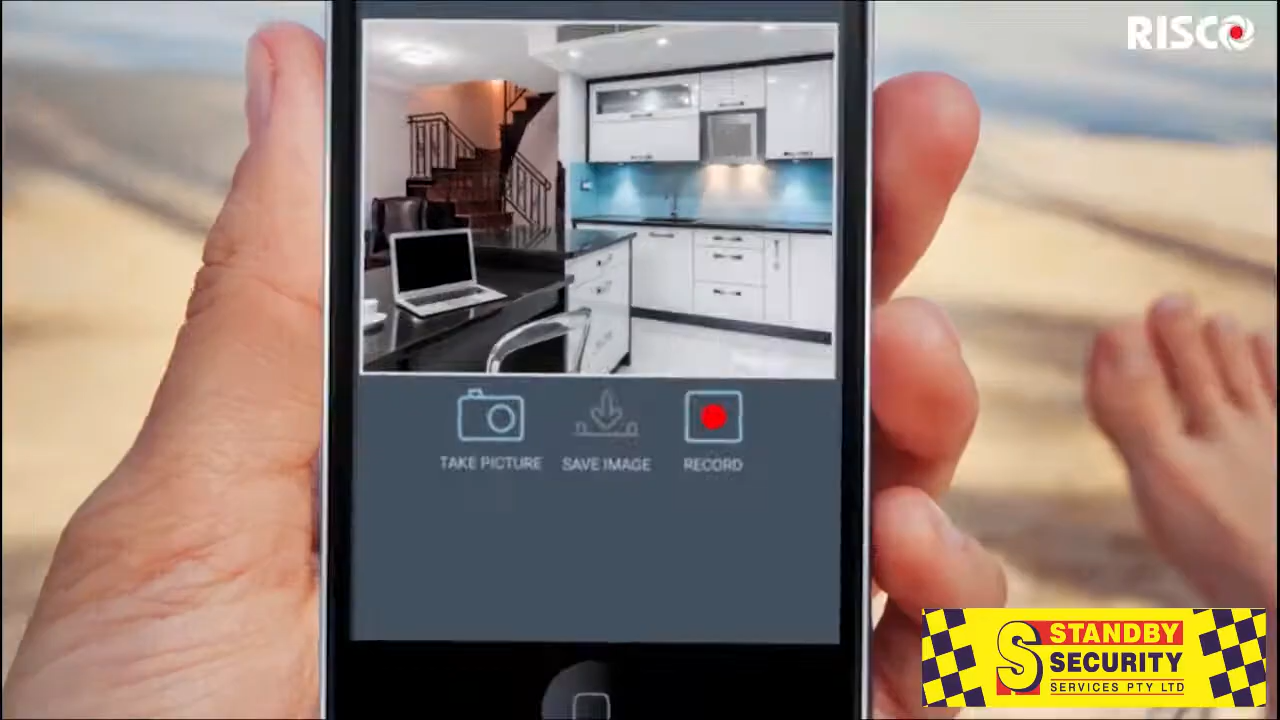 RISCO
TAKE PICTURE
SAVE IMAGE
RECORD
S
STANDBY
SECURITY
SERVICES PTY LTD